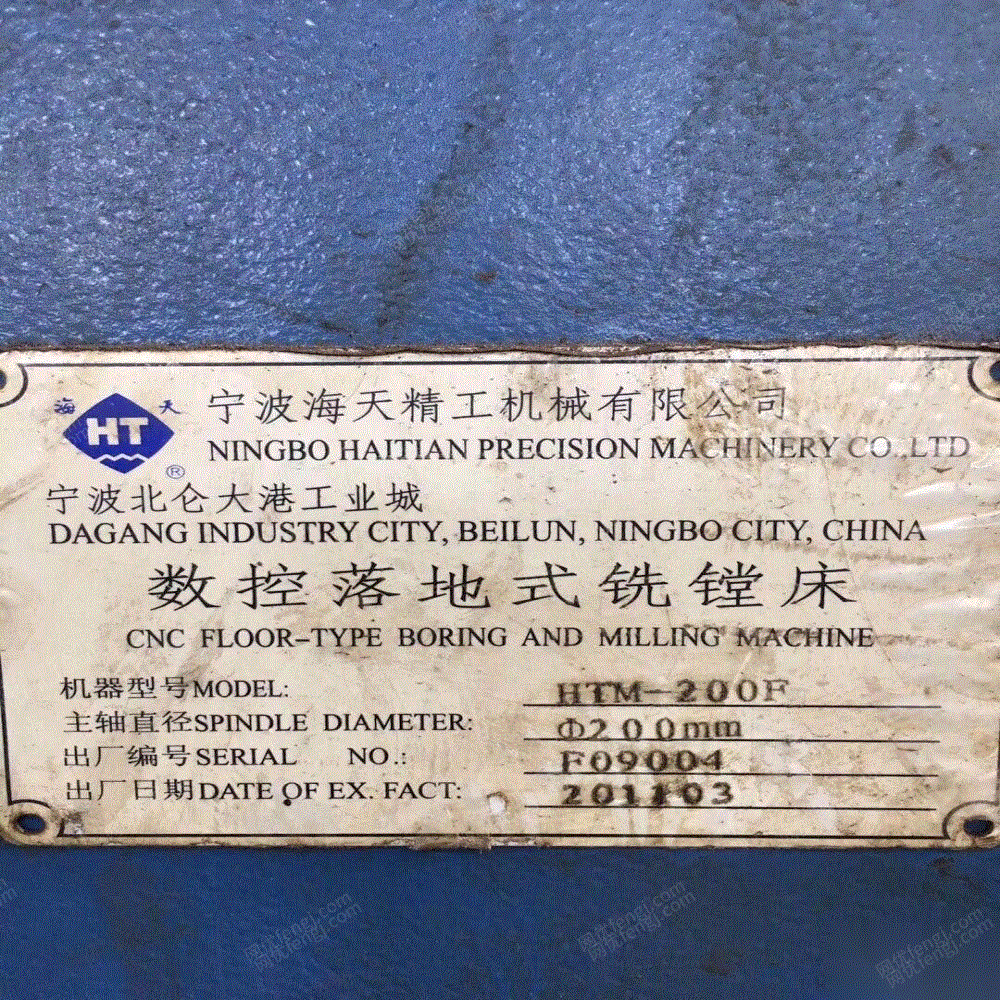 海天
HT
®
宁波海天精工机械有限公司
NINGBO HAITIAN PRECISION MACHINERY CO.,LTD
宁波北仑大港工业城
DAGANG INDUSTRY CITY, BEILUN, NINGBO CITY, CHINA
数控落地式铣镗床
CNC FLOOR-TYPE BORING AND MILLING MACHINE
机器型号MODEL: HTM-200F
主轴直径SPINDLE DIAMETER: Φ200mm
出厂编号SERIAL NO.: F09004
出厂日期DATE OF EX. FACT: 201103